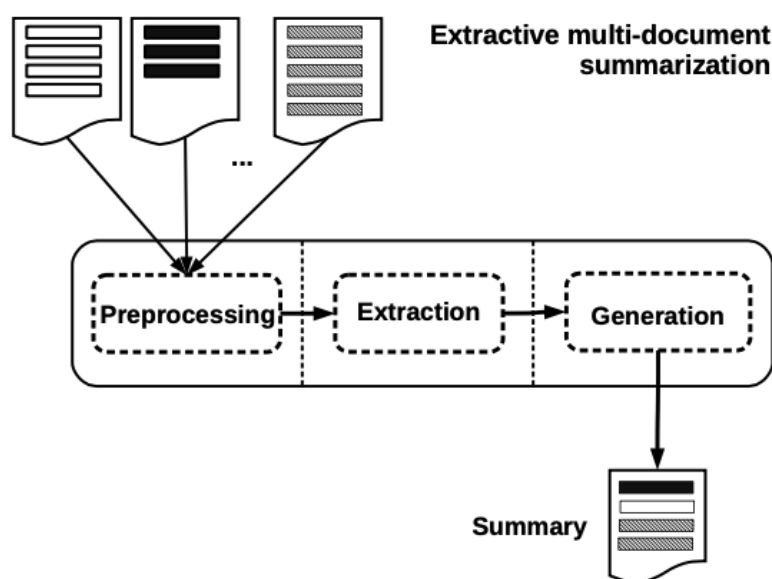 Extractive multi-document
summarization
...
Preprocessing
Extraction
Generation
Summary